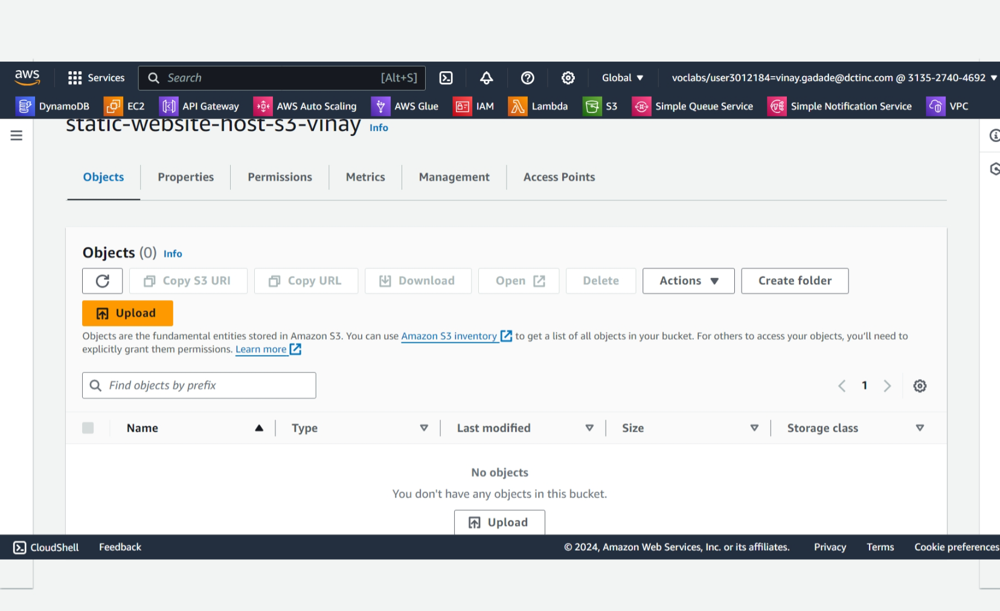 aws
Services
Search [Alt+S]
Global
voclabs/user3012184=vinay.gadade@dctinc.com @ 3135-2740-4692
DynamoDB EC2 API Gateway AWS Auto Scaling AWS Glue IAM Lambda S3 Simple Queue Service Simple Notification Service VPC
static-website-host-s3-vinay Info
Objects Properties Permissions Metrics Management Access Points
Objects (0) Info
Copy S3 URI Copy URL Download Open Delete Actions Create folder
Upload
Objects are the fundamental entities stored in Amazon S3. You can use Amazon S3 inventory to get a list of all objects in your bucket. For others to access your objects, you’ll need to
explicitly grant them permissions. Learn more
Find objects by prefix
1
Name Type Last modified Size Storage class
No objects
You don't have any objects in this bucket.
Upload
CloudShell Feedback © 2024, Amazon Web Services, Inc. or its affiliates. Privacy Terms Cookie preferences